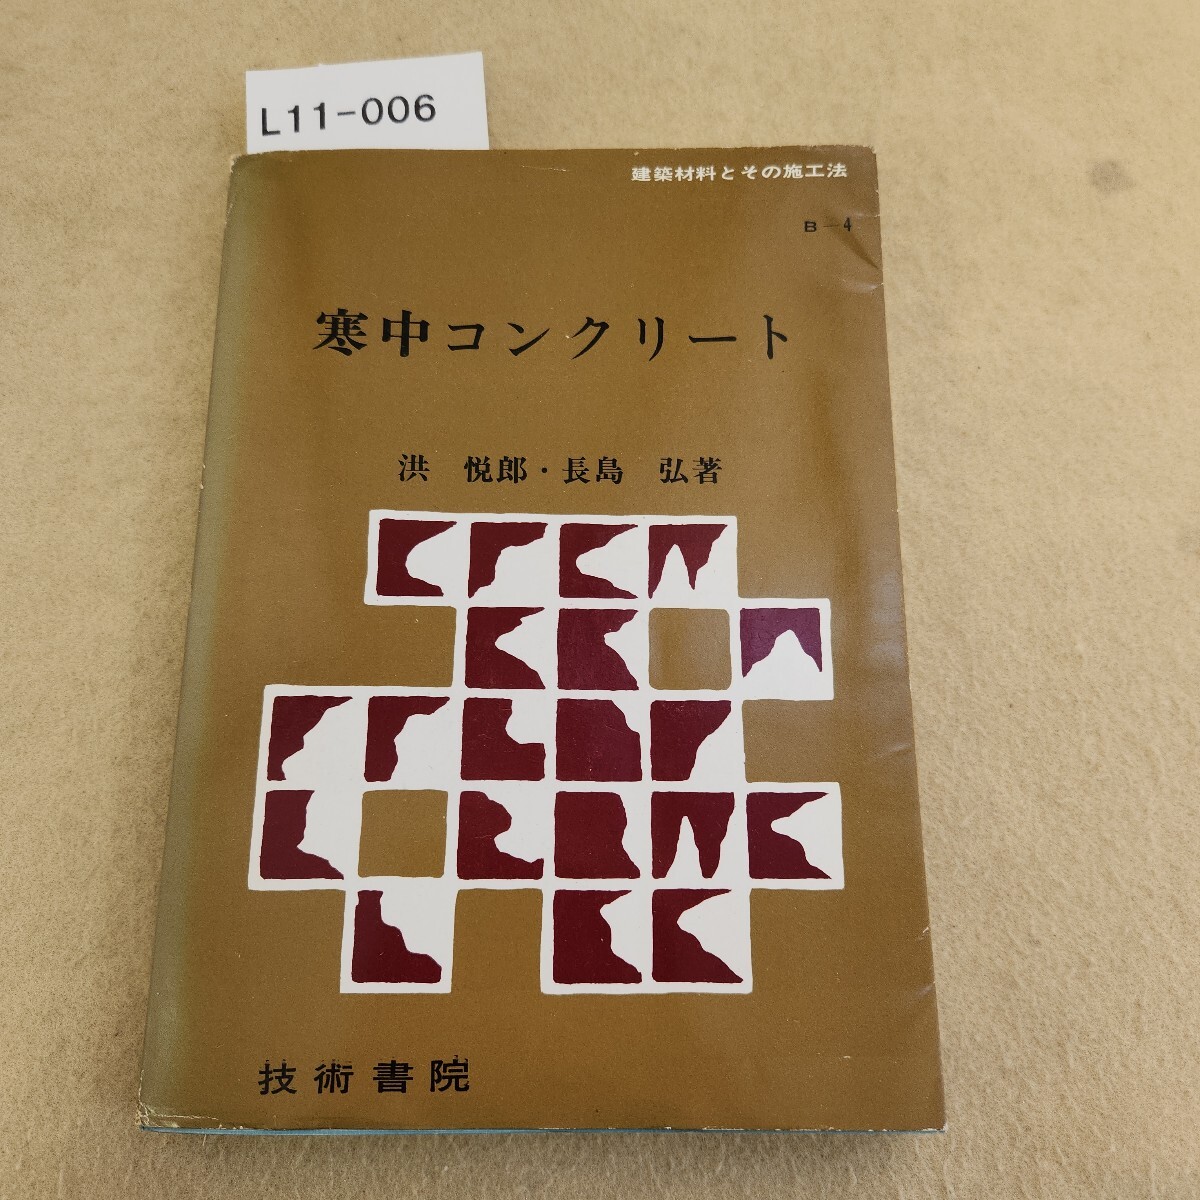 L11-006
建築材料とその施工法
B-4
寒中コンクリート
洪 悦郎・長島 弘著
技術書院